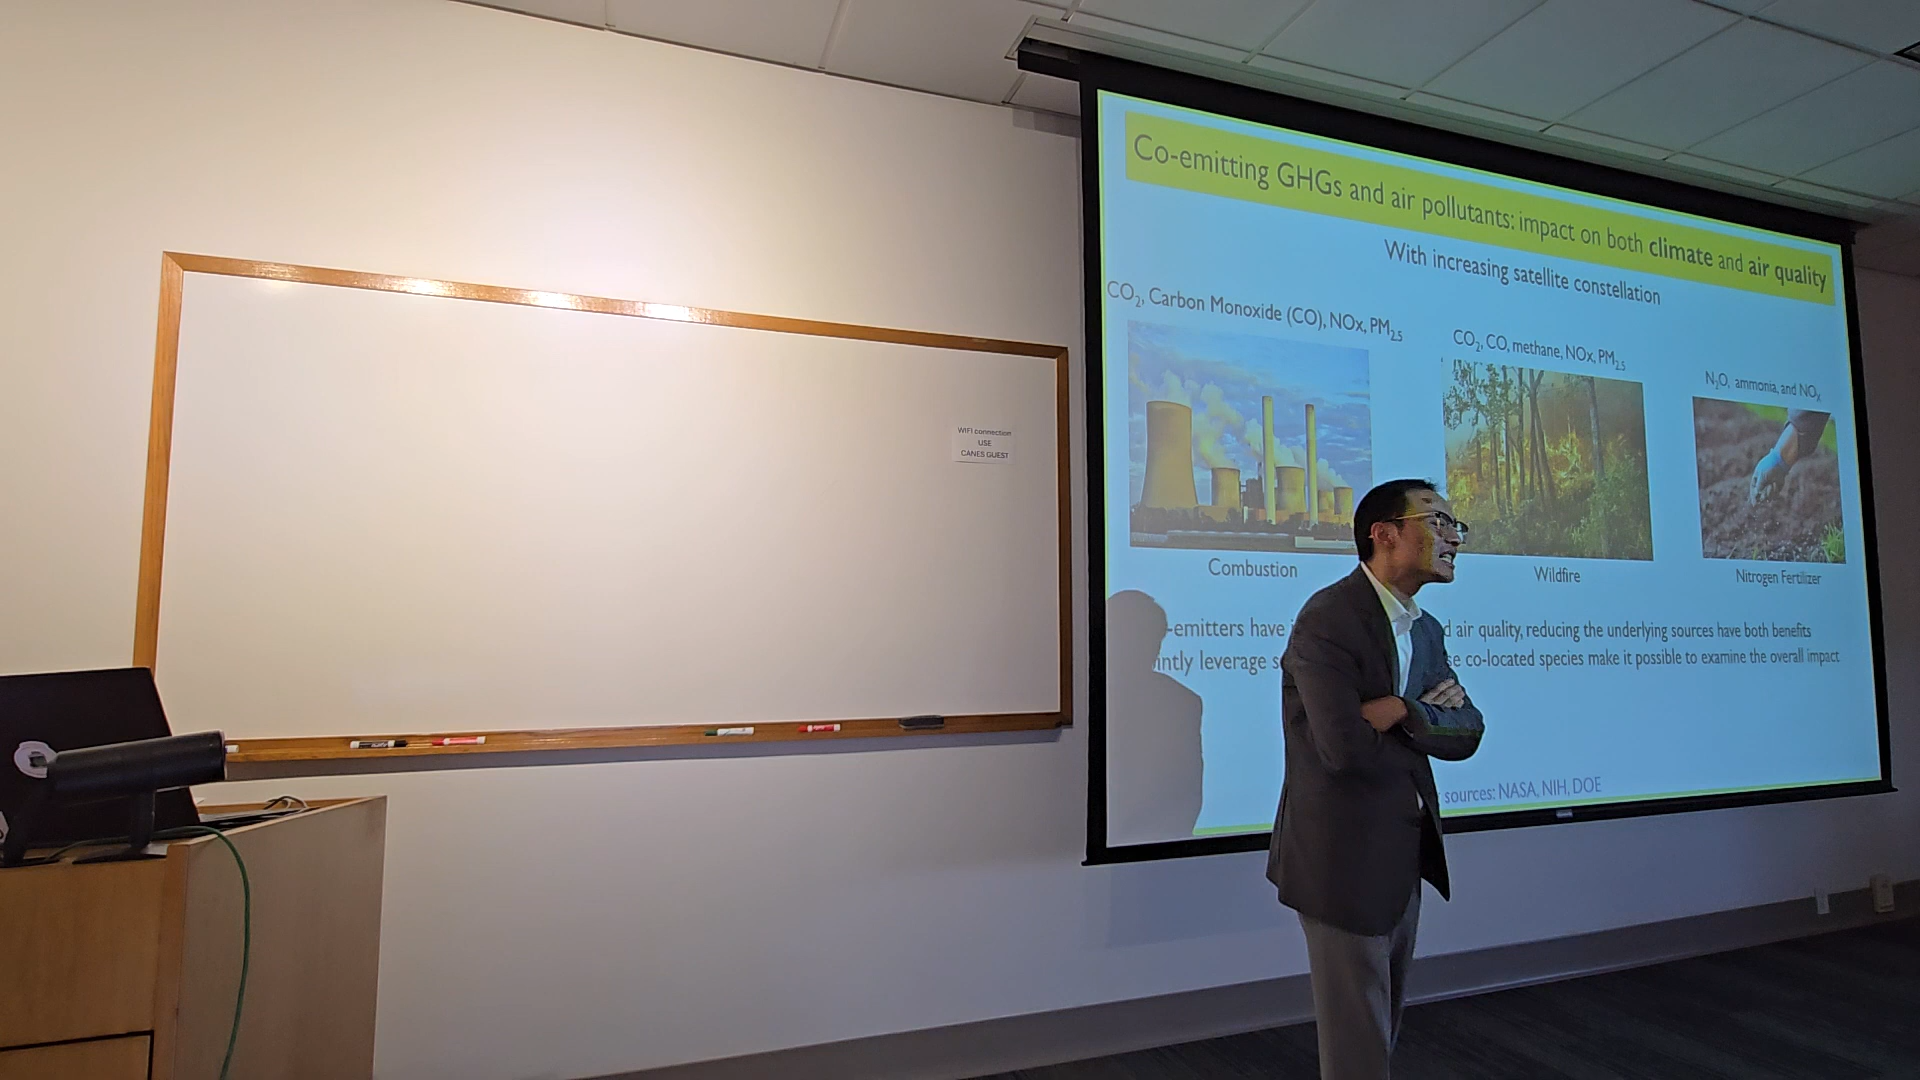 WIFI connection
USE
CANES GUEST
Co-emitting GHGs and air pollutants: impact on both climate and air quality
With increasing satellite constellation
CO₂, Carbon Monoxide (CO), NOx, PM₂.₅
CO₂, CO, methane, NOx, PM₂.₅
N₂O, ammonia, and NOₓ
Combustion
Wildfire
Nitrogen Fertilizer
-emitters have air quality, reducing the underlying sources have both benefits
leverage co-located species make it possible to examine the overall impact
sources: NASA, NIH, DOE